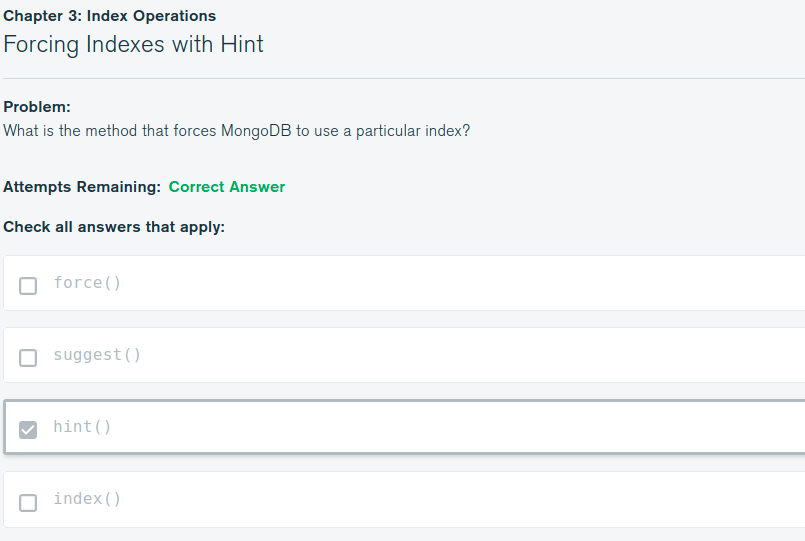 Chapter 3: Index Operations
Forcing Indexes with Hint
Problem:
What is the method that forces MongoDB to use a particular index?
Attempts Remaining: Correct Answer
Check all answers that apply:
force()
suggest()
hint()
index()